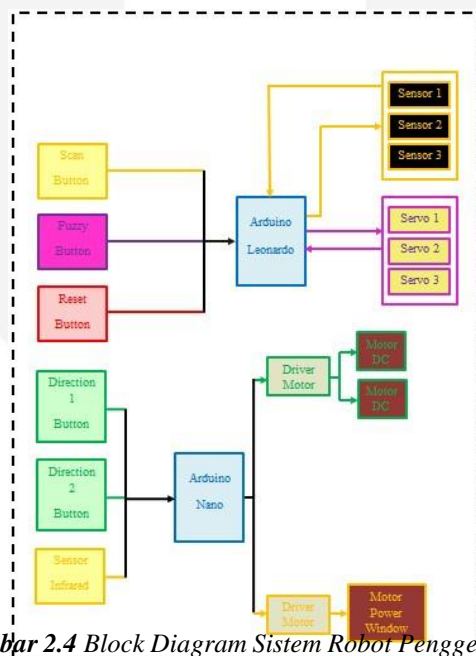 Scan
Button
Fuzzy
Button
Reset
Button
Arduino
Leonardo
Sensor 1
Sensor 2
Sensor 3
Servo 1
Servo 2
Servo 3
Direction
1
Button
Direction
2
Button
Sensor
Infrared
Arduino
Nano
Driver
Motor
Motor
DC
Motor
DC
Driver
Motor
Motor
Power
Window
bar 2.4 Block Diagram Sistem Robot Pengge